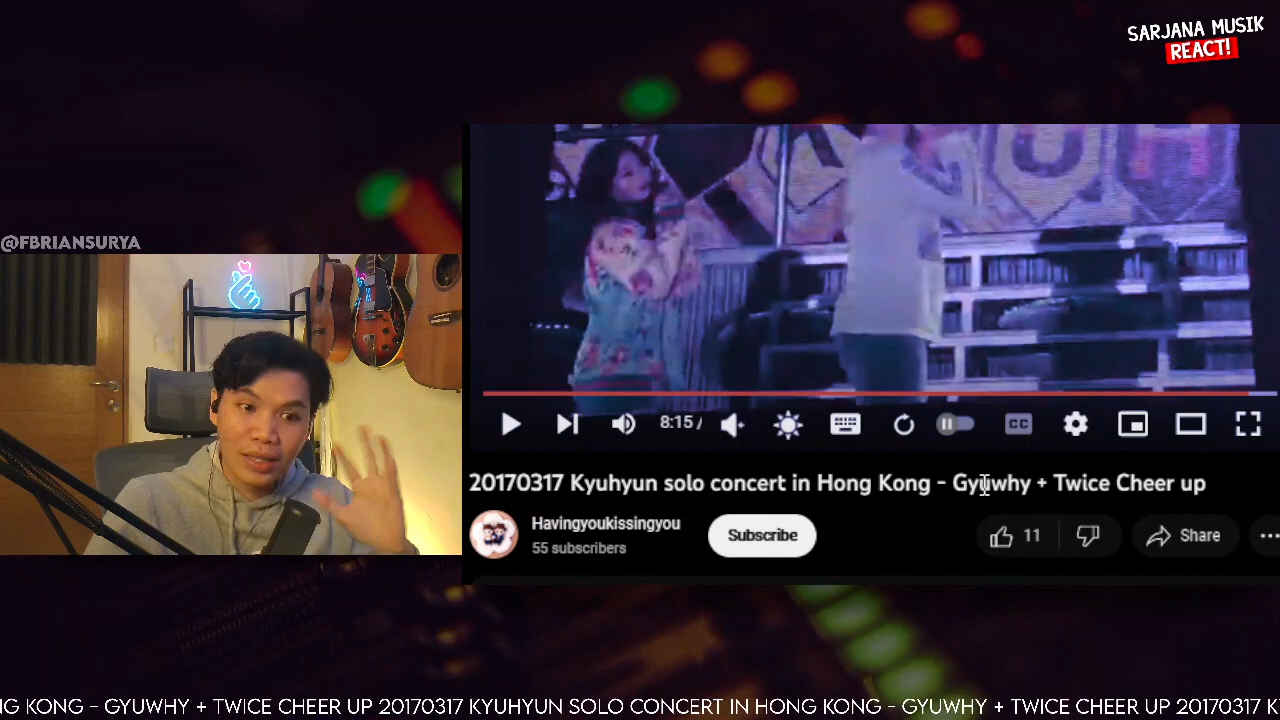 SARJANA MUSIK
REACT!
@FBRIANSURYA
8:15 /
CC
20170317 Kyuhyun solo concert in Hong Kong - Gyuwhy + Twice Cheer up
Havingyoukissingyou
55 subscribers
Subscribe
11
Share
NG KONG - GYUWHY + TWICE CHEER UP 20170317 KYUHYUN SOLO CONCERT IN HONG KONG - GYUWHY + TWICE CHEER UP 20170317 K